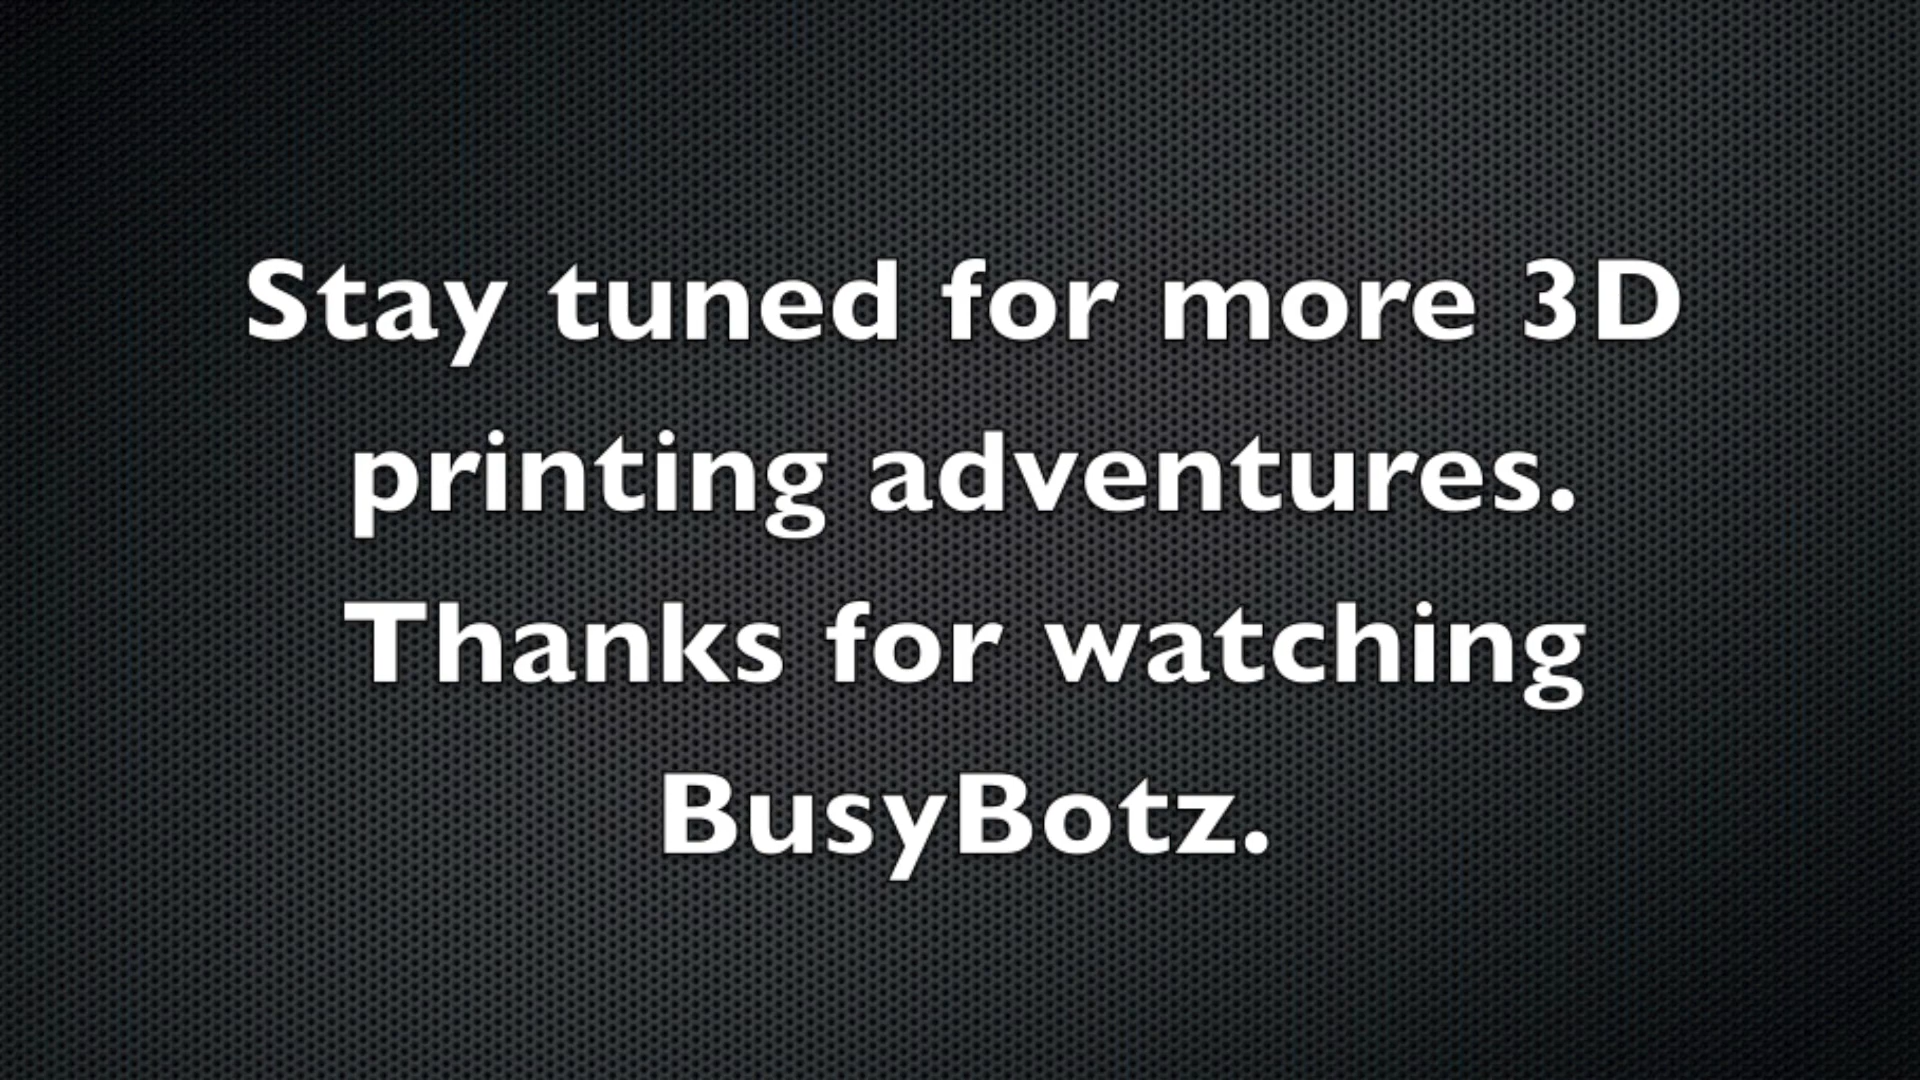 Stay tuned for more 3D
printing adventures.
Thanks for watching
BusyBotz.